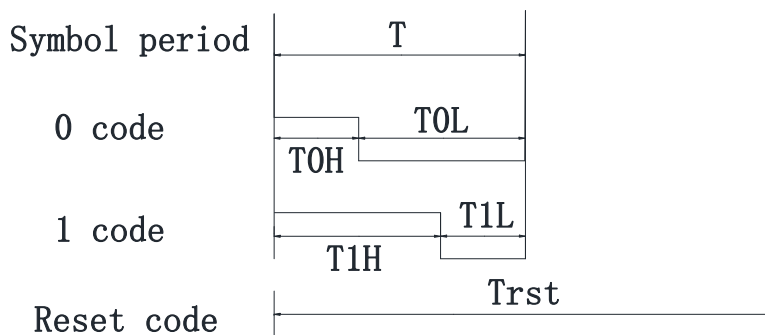 Symbol period
T
0 code
T0H
T0L
1 code
T1H
T1L
Reset code
Trst